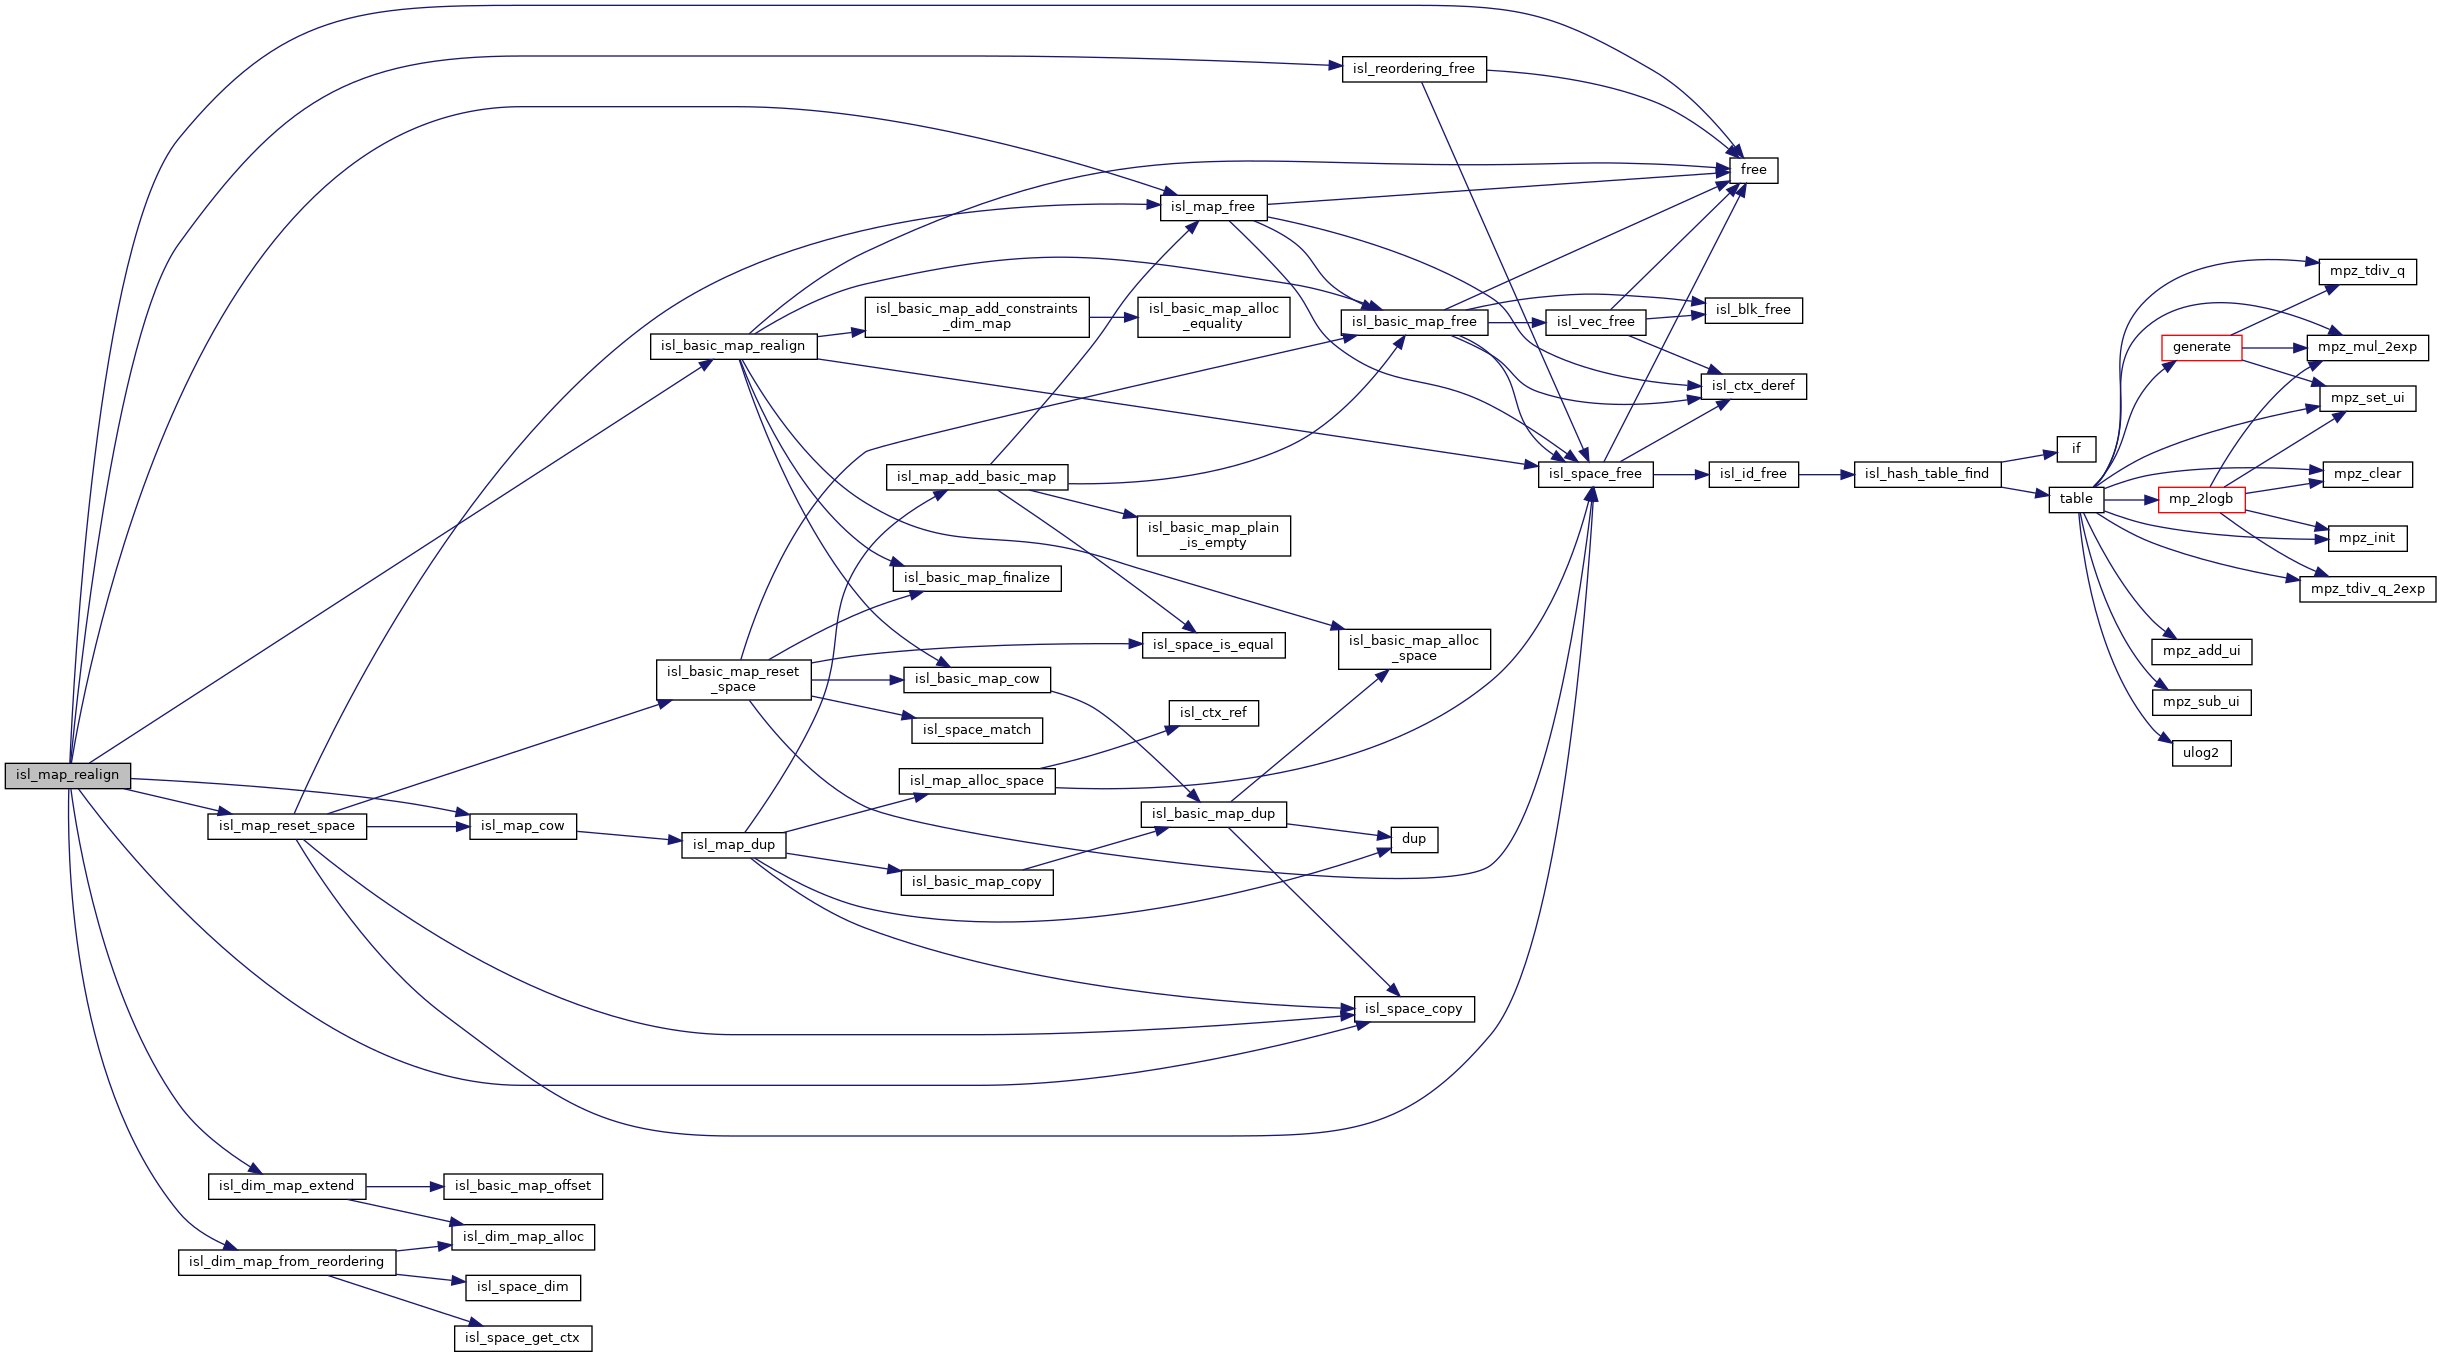 isl_map_realign
free
isl_reordering_free
isl_map_free
isl_basic_map_realign
isl_basic_map_add_constraints
_dim_map
isl_basic_map_alloc
_equality
isl_basic_map_free
isl_vec_free
isl_blk_free
isl_ctx_deref
isl_space_free
isl_id_free
isl_hash_table_find
if
table
mpz_tdiv_q
generate
mpz_mul_2exp
mpz_set_ui
mpz_clear
mp_2logb
mpz_init
mpz_tdiv_q_2exp
mpz_add_ui
mpz_sub_ui
ulog2
isl_map_add_basic_map
isl_basic_map_plain
_is_empty
isl_basic_map_finalize
isl_space_is_equal
isl_basic_map_alloc
_space
isl_basic_map_reset
_space
isl_basic_map_cow
isl_space_match
isl_ctx_ref
isl_map_alloc_space
isl_basic_map_dup
dup
isl_map_reset_space
isl_map_cow
isl_map_dup
isl_basic_map_copy
isl_space_copy
isl_dim_map_extend
isl_basic_map_offset
isl_dim_map_alloc
isl_dim_map_from_reordering
isl_space_dim
isl_space_get_ctx